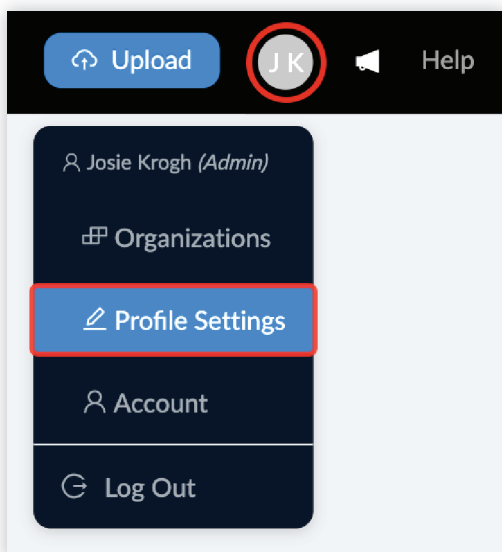 Upload
J K
Help
Josie Krogh (Admin)
Organizations
Profile Settings
Account
Log Out